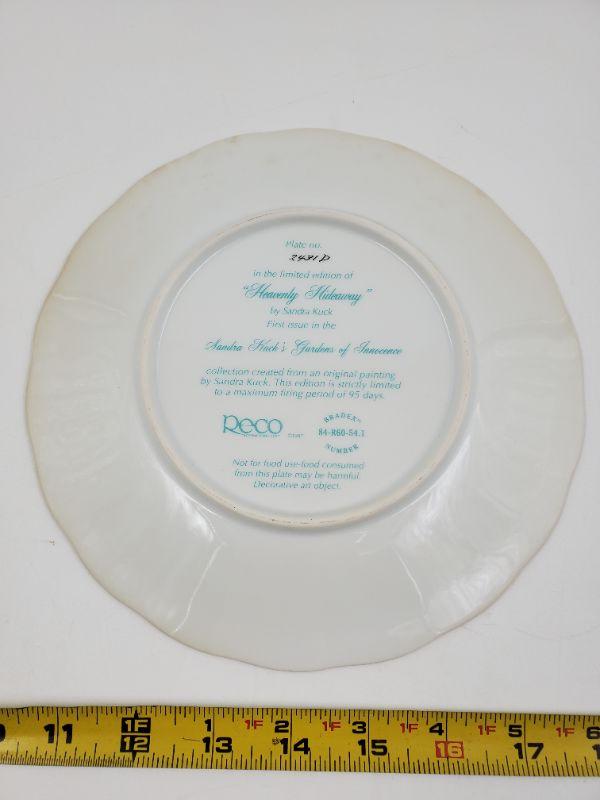 Plate no.
2431D
in the limited edition of
"Heavenly Hideaway"
by Sandra Kuck
First issue in the
Sandra Kuck's Gardens of Innocence
collection created from an original painting
by Sandra Kuck. This edition is strictly limited
to a maximum firing period of 95 days.
Reco
BRADEX
84-R60-54.1
NUMBER
Not for food use-food consumed
from this plate may be harmful.
Decorative art object.
1F 1 1F 2 1F 3 1F 4 1F 5 1F 6
11 12 13 14 15 16 17